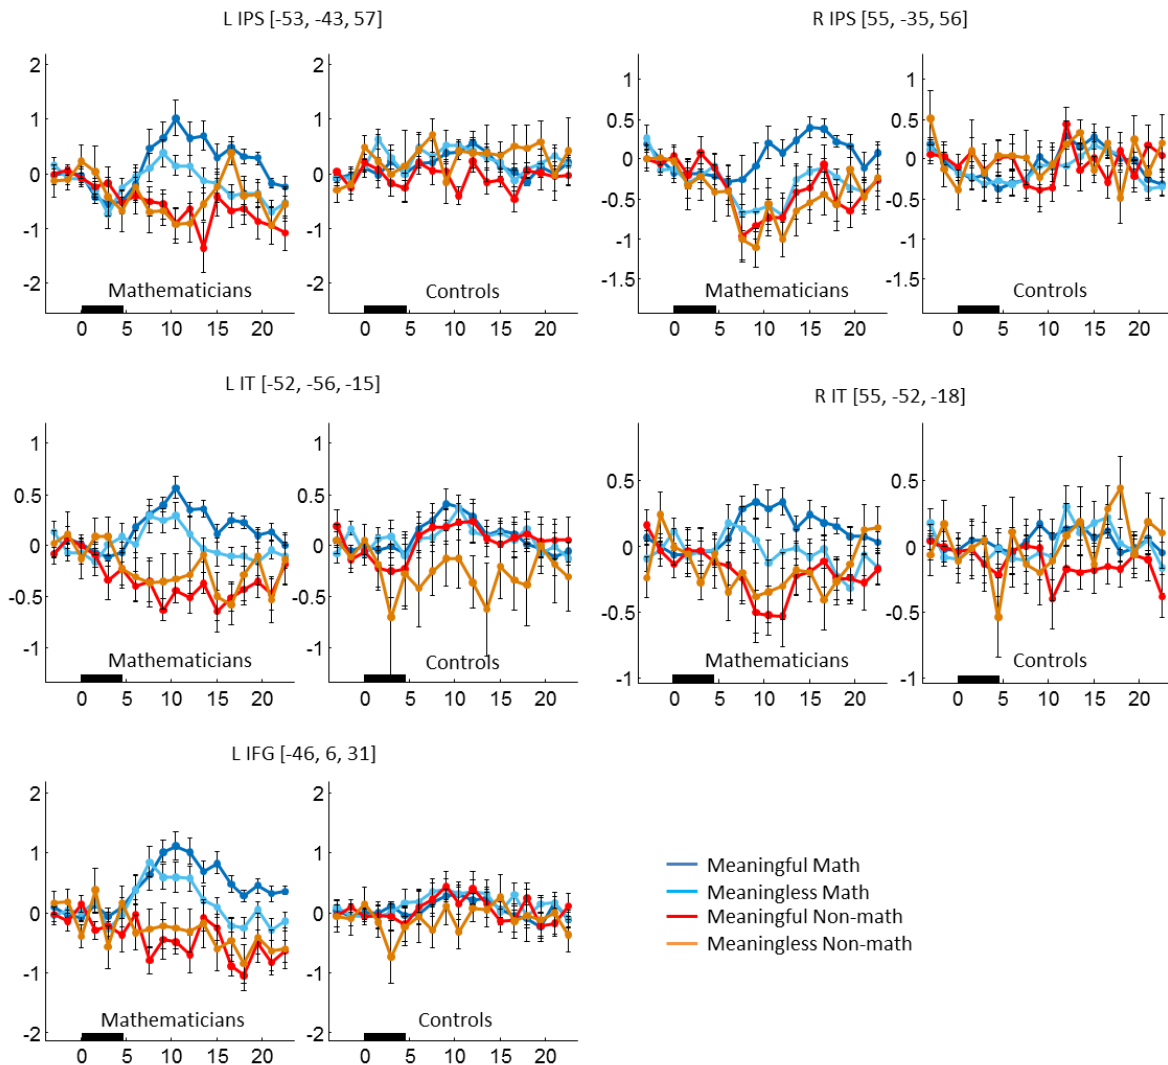 L IPS [-53, -43, 57]
R IPS [55, -35, 56]
2
1
0
-1
-2
Mathematicians
0 5 10 15 20
2
1
0
-1
-2
Controls
0 5 10 15 20
1
0.5
0
-0.5
-1
-1.5
Mathematicians
0 5 10 15 20
1
0.5
0
-0.5
-1
-1.5
Controls
0 5 10 15 20
L IT [-52, -56, -15]
R IT [55, -52, -18]
1
0.5
0
-0.5
-1
Mathematicians
0 5 10 15 20
1
0.5
0
-0.5
-1
Controls
0 5 10 15 20
0.5
0
-0.5
-1
Mathematicians
0 5 10 15 20
0.5
0
-0.5
-1
Controls
0 5 10 15 20
L IFG [-46, 6, 31]
2
1
0
-1
-2
Mathematicians
0 5 10 15 20
2
1
0
-1
-2
Controls
0 5 10 15 20
Meaningful Math
Meaningless Math
Meaningful Non-math
Meaningless Non-math